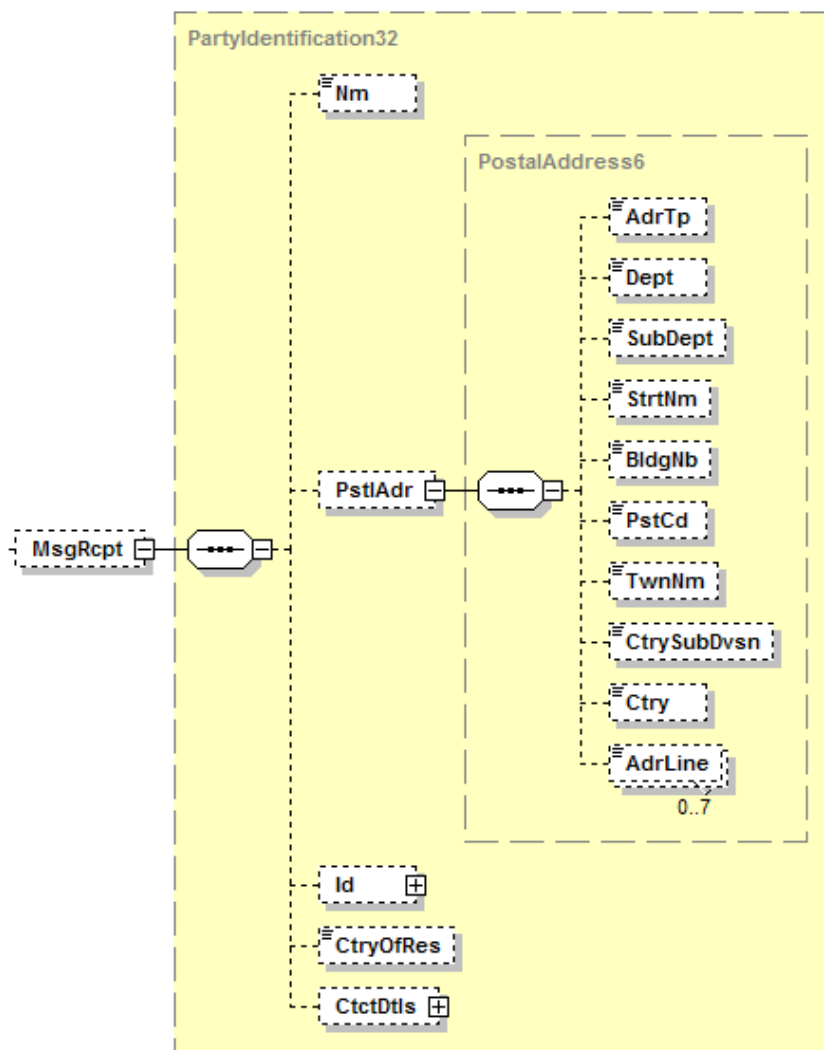 PartyIdentification32
Nm
PostalAddress6
AdrTp
Dept
SubDept
StrtNm
BldgNb
PstlAdr
PstCd
MsgRcpt
TwnNm
CtrySubDvsn
Ctry
AdrLine
0..7
Id
CtryOfRes
CtctDtls